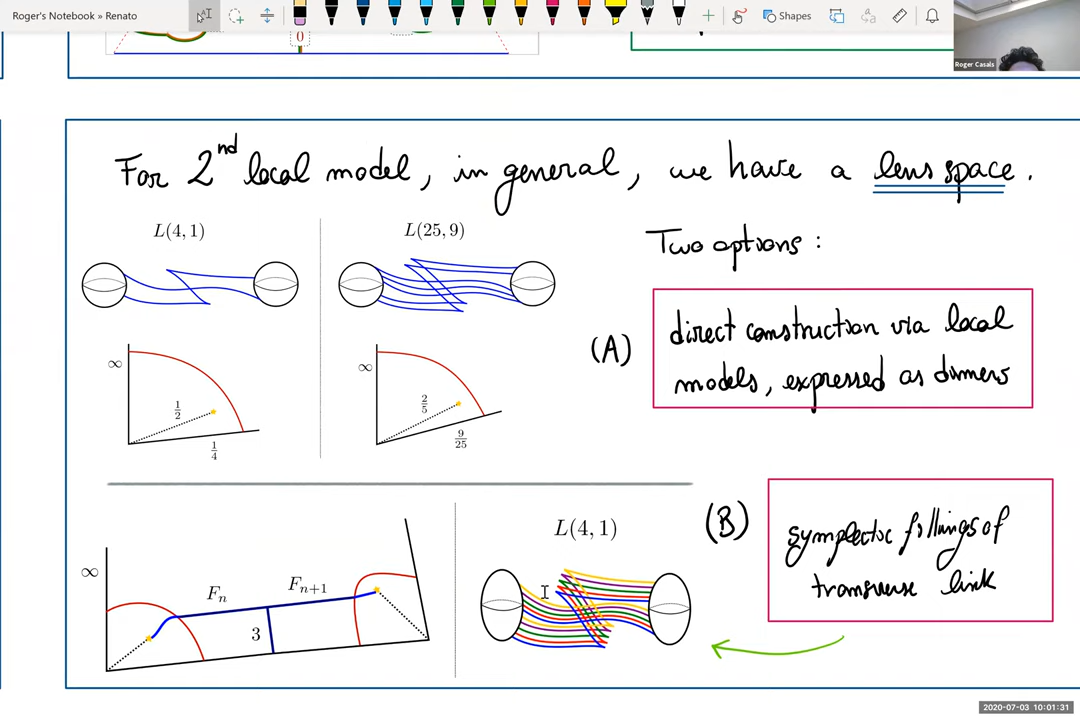 Roger's Notebook » Renato
Shapes
Roger Casals
0
For 2nd local model, in general, we have a lens space.
L(4,1)
L(25,9)
Two options:
∞
1/2
1/4
∞
2/5
9/25
(A)
direct construction via local
models, expressed as dimers
∞
F_n
F_{n+1}
3
L(4,1)
(B)
symplectic fillings of
transverse link
2020-07-03 10:01:31